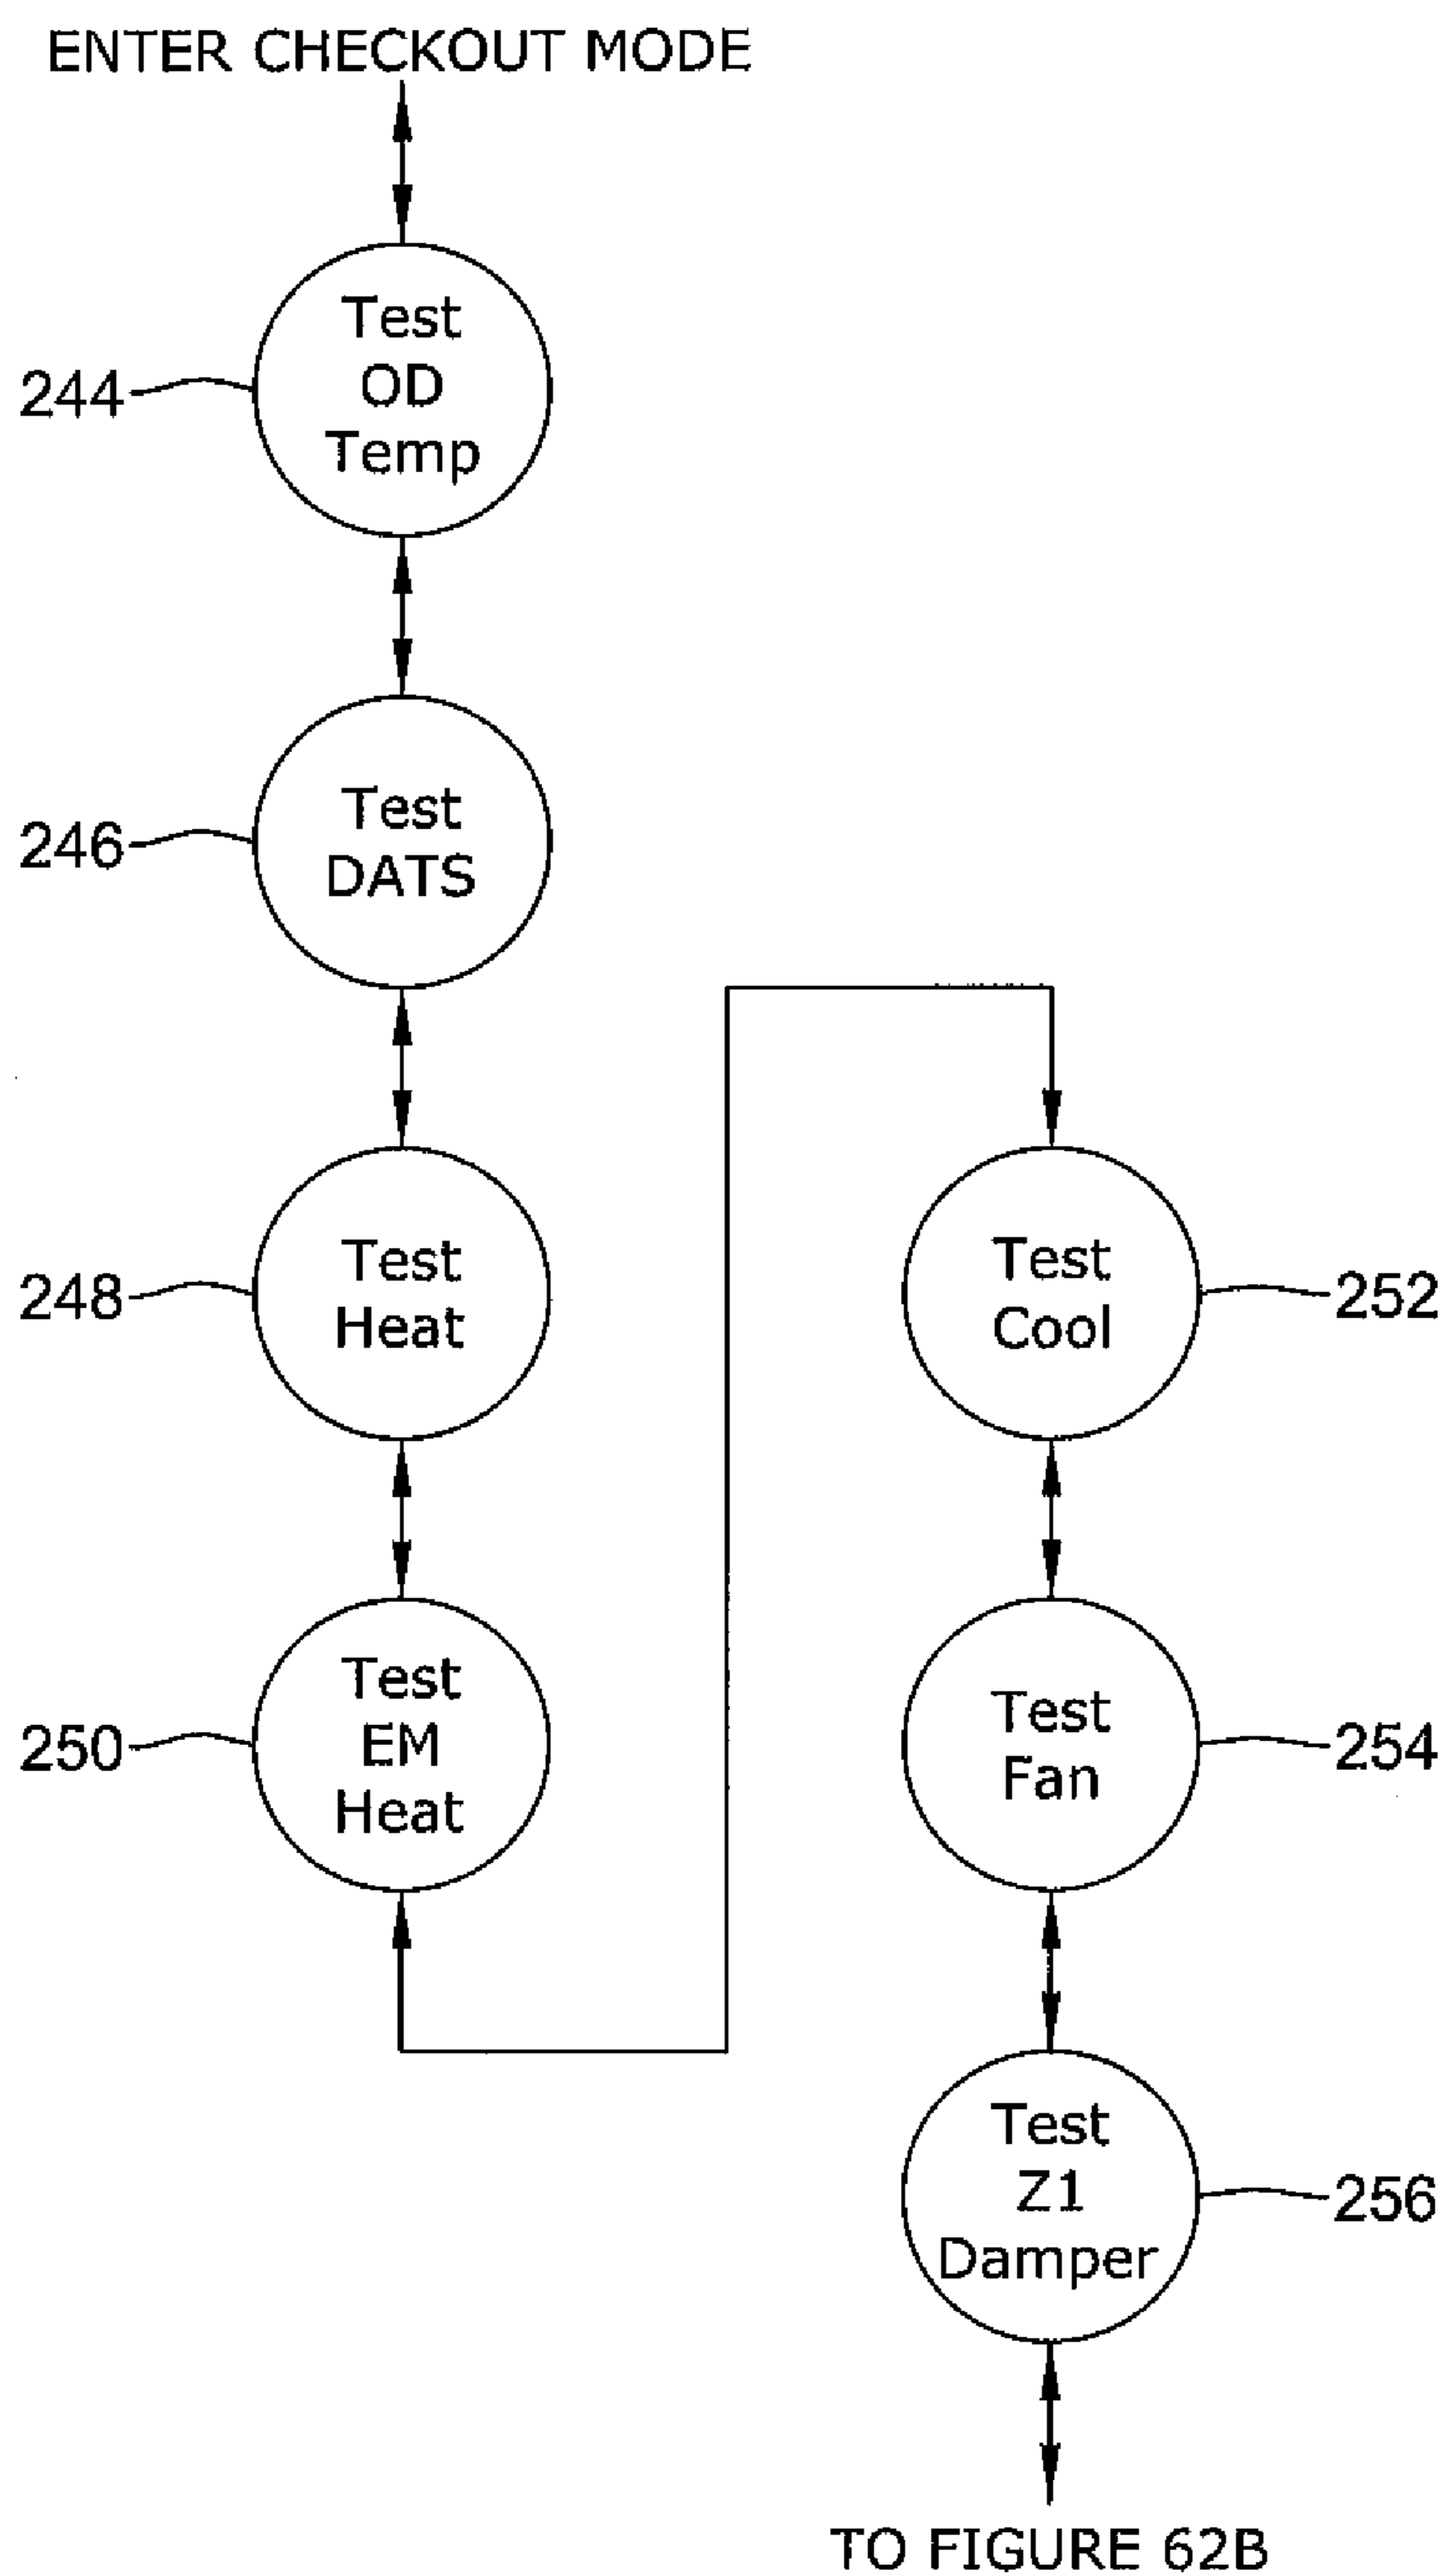 ENTER CHECKOUT MODE
244
Test
OD
Temp
246
Test
DATS
248
Test
Heat
250
Test
EM
Heat
Test
Cool
252
Test
Fan
254
Test
Z1
Damper
256
TO FIGURE 62B